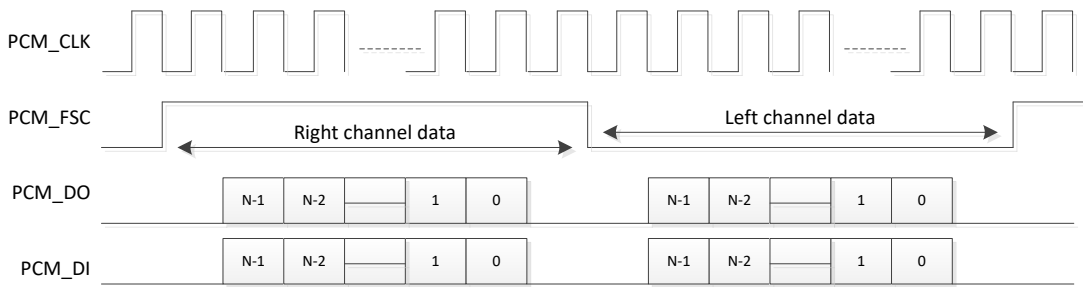 PCM_CLK
PCM_FSC
Right channel data
Left channel data
PCM_DO
N-1 N-2 1 0 N-1 N-2 1 0
PCM_DI
N-1 N-2 1 0 N-1 N-2 1 0